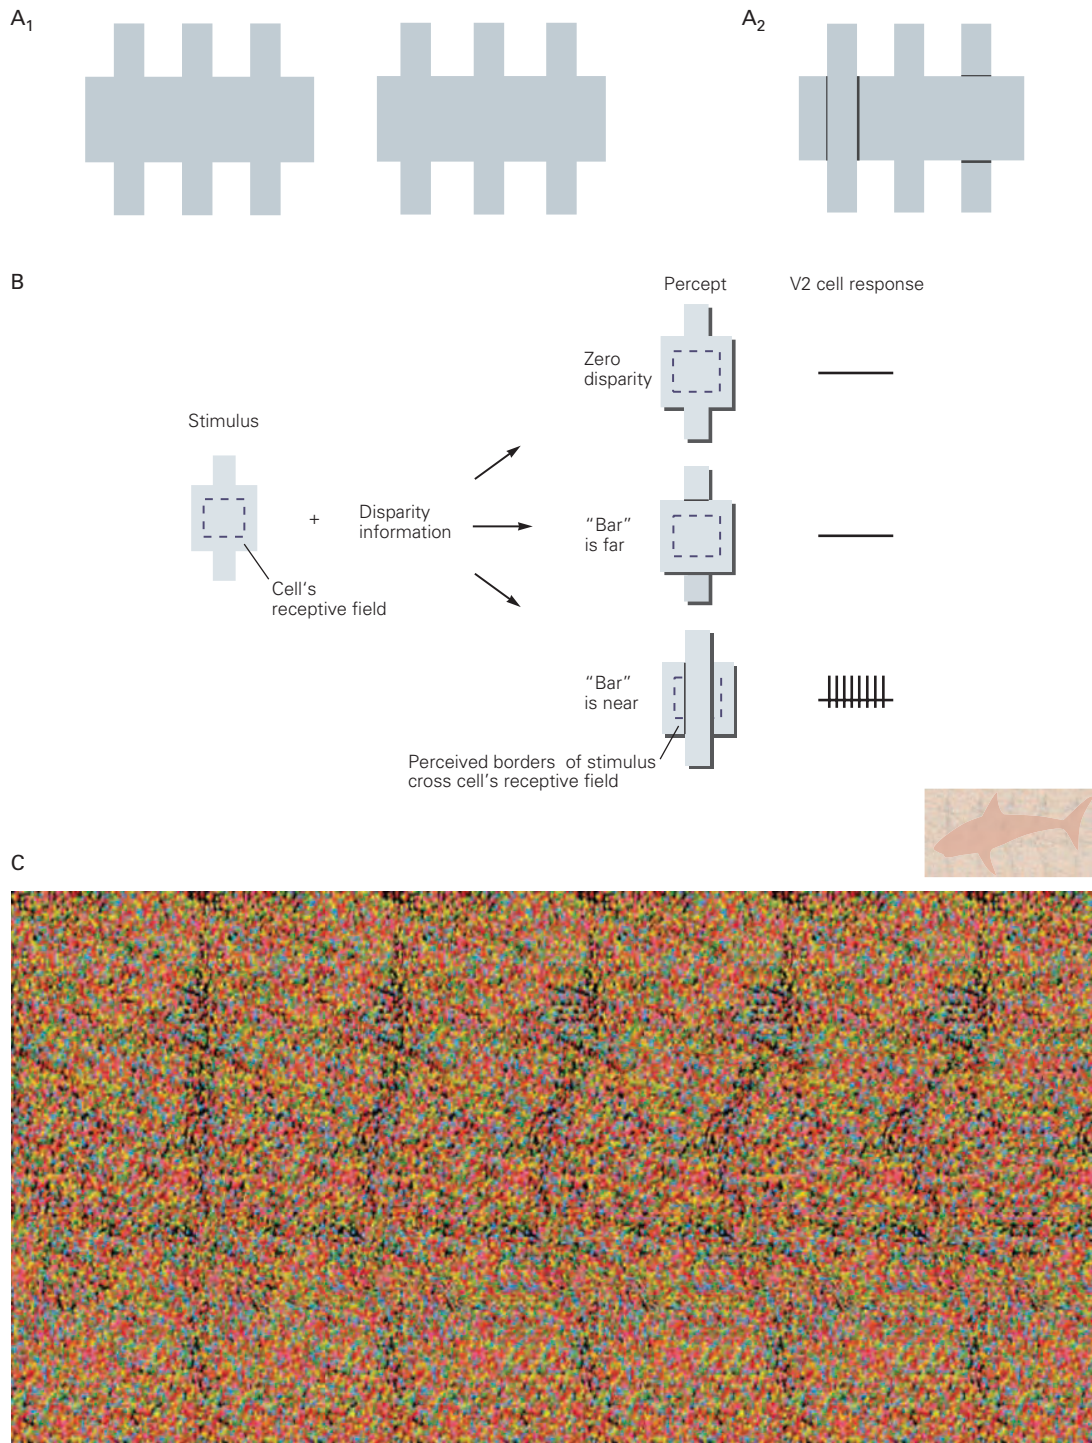 A1
A2
B
Percept
V2 cell response
Zero
disparity
Stimulus
“Bar”
is far
+
Disparity
information
Cell’s
receptive field
“Bar”
is near
Perceived borders of stimulus
cross cell’s receptive field
C